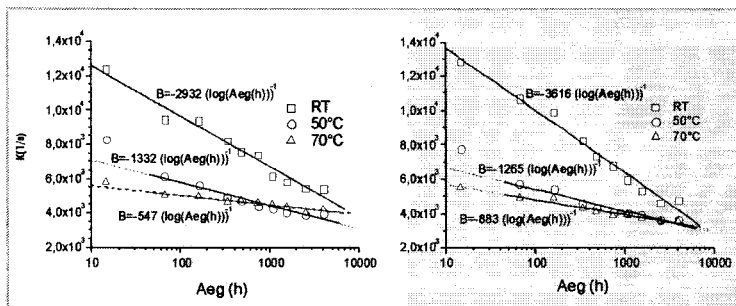 1,4x10⁴
1,2x10⁴
1,0x10⁴
8,0x10³
6,0x10³
4,0x10³
2,0x10³
K(1/s)
B=-2932 (log(Aeg(h)))⁻¹
B=-1332 (log(Aeg(h)))⁻¹
B=-547 (log(Aeg(h)))⁻¹
RT
50°C
70°C
10 100 1000 10000
Aeg (h)
1,4x10⁴
1,2x10⁴
1,0x10⁴
8,0x10³
6,0x10³
4,0x10³
2,0x10³
B=-3616 (log(Aeg(h)))⁻¹
B=-1265 (log(Aeg(h)))⁻¹
B=-883 (log(Aeg(h)))⁻¹
RT
50°C
70°C
10 100 1000 10000
Aeg (h)